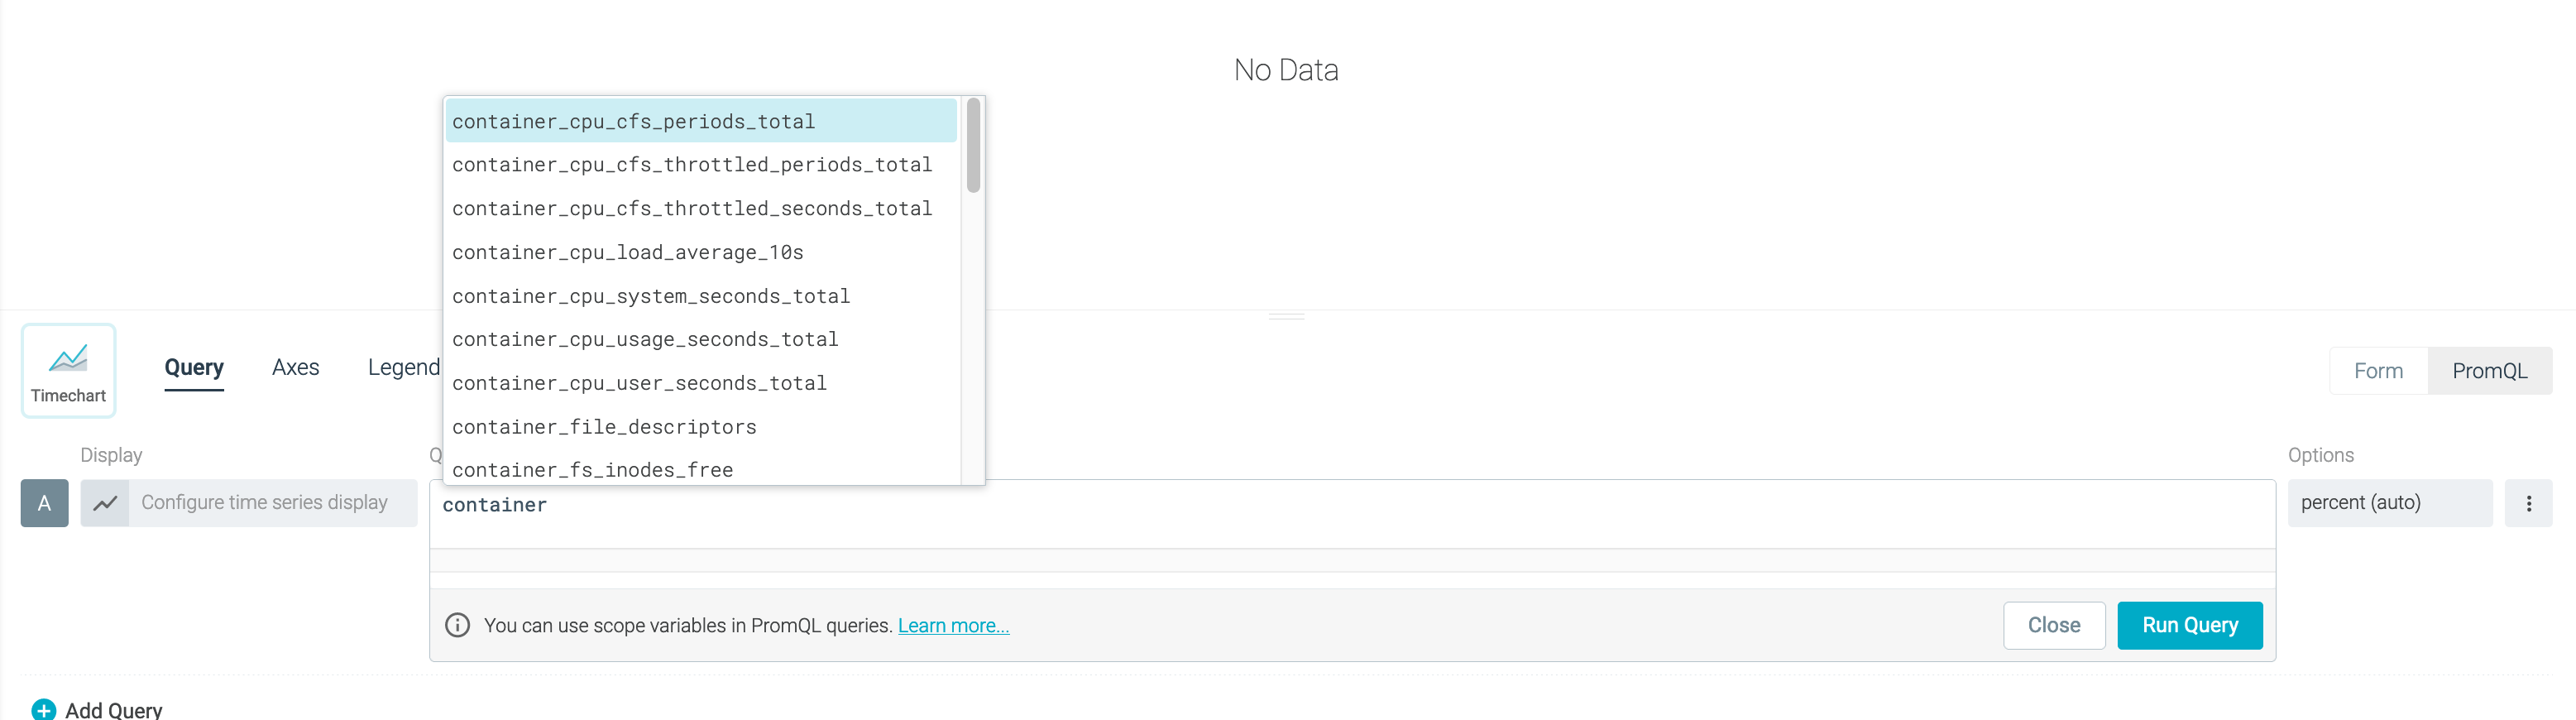 No Data
container_cpu_cfs_periods_total
container_cpu_cfs_throttled_periods_total
container_cpu_cfs_throttled_seconds_total
container_cpu_load_average_10s
container_cpu_system_seconds_total
container_cpu_usage_seconds_total
container_cpu_user_seconds_total
container_file_descriptors
container_fs_inodes_free
Timechart
Query Axes Legend
Form PromQL
Display Q Options
A Configure time series display container percent (auto)
You can use scope variables in PromQL queries. Learn more... Close Run Query
Add Query